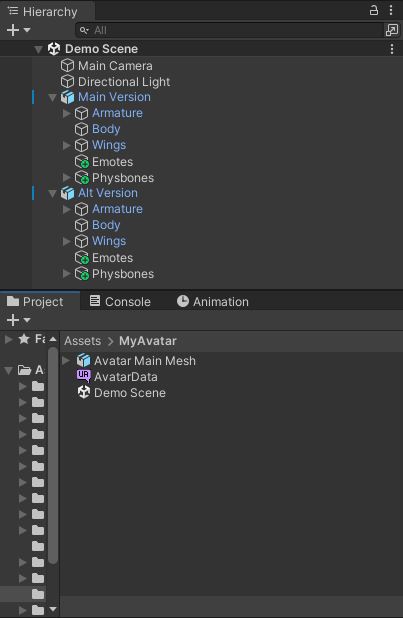 Hierarchy
All
Demo Scene
Main Camera
Directional Light
Main Version
Armature
Body
Wings
Emotes
Physbones
Alt Version
Armature
Body
Wings
Emotes
Physbones
Project Console Animation
Fa Assets > MyAvatar
Avatar Main Mesh
As UR AvatarData
Demo Scene